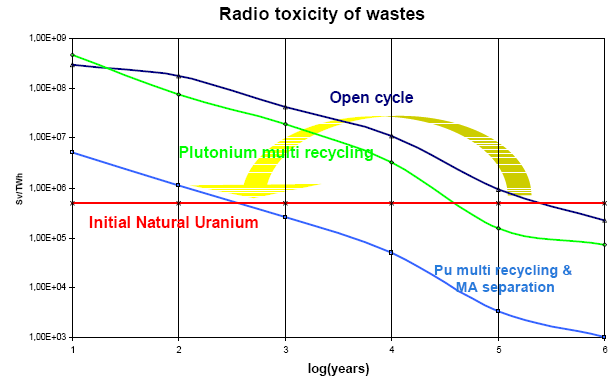 Radio toxicity of wastes
1,00E+09
1,00E+08
1,00E+07
1,00E+06
1,00E+05
1,00E+04
1,00E+03
Sv/TWh
Open cycle
Plutonium multi recycling
Initial Natural Uranium
Pu multi recycling &
MA separation
1 2 3 4 5 6
log(years)